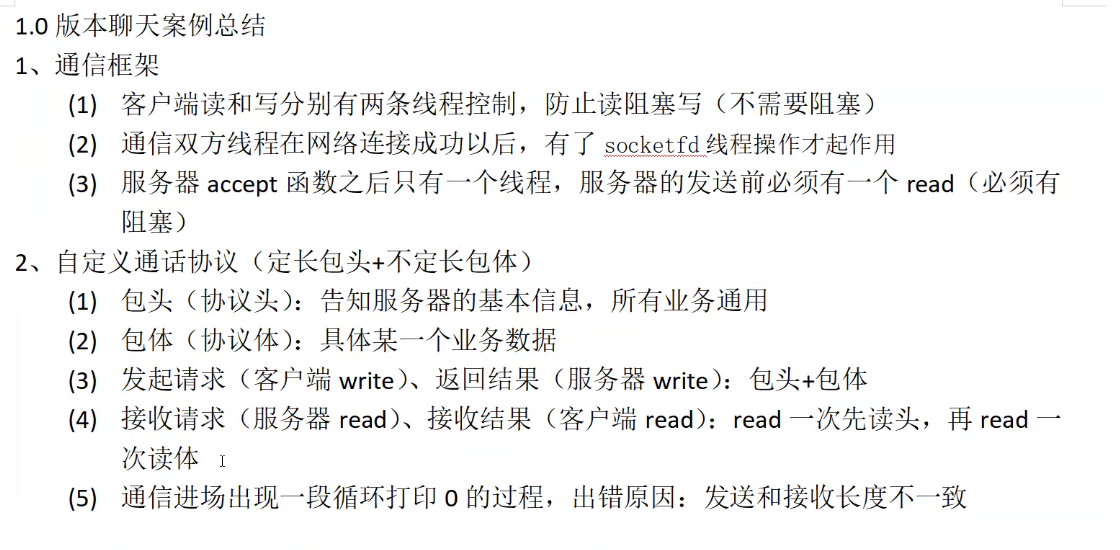 1.0 版本聊天案例总结
1、通信框架
(1) 客户端读和写分别有两条线程控制，防止读阻塞写（不需要阻塞）
(2) 通信双方线程在网络连接成功以后，有了 socketfd 线程操作才起作用
(3) 服务器 accept 函数之后只有一个线程，服务器的发送前必须有一个 read（必须有
阻塞）
2、自定义通话协议（定长包头+不定长包体）
(1) 包头（协议头）：告知服务器的基本信息，所有业务通用
(2) 包体（协议体）：具体某一个业务数据
(3) 发起请求（客户端 write）、返回结果（服务器 write）：包头+包体
(4) 接收请求（服务器 read）、接收结果（客户端 read）：read 一次先读头，再 read 一
次读体
(5) 通信进场出现一段循环打印 0 的过程，出错原因：发送和接收长度不一致